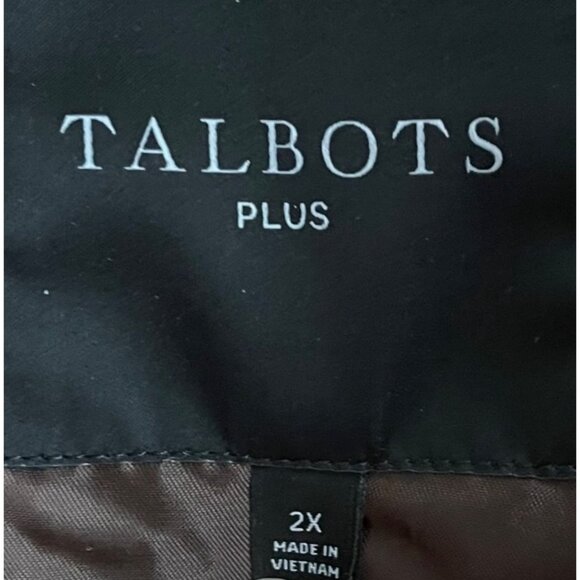 TALBOTS
PLUS
2X
MADE IN
VIETNAM